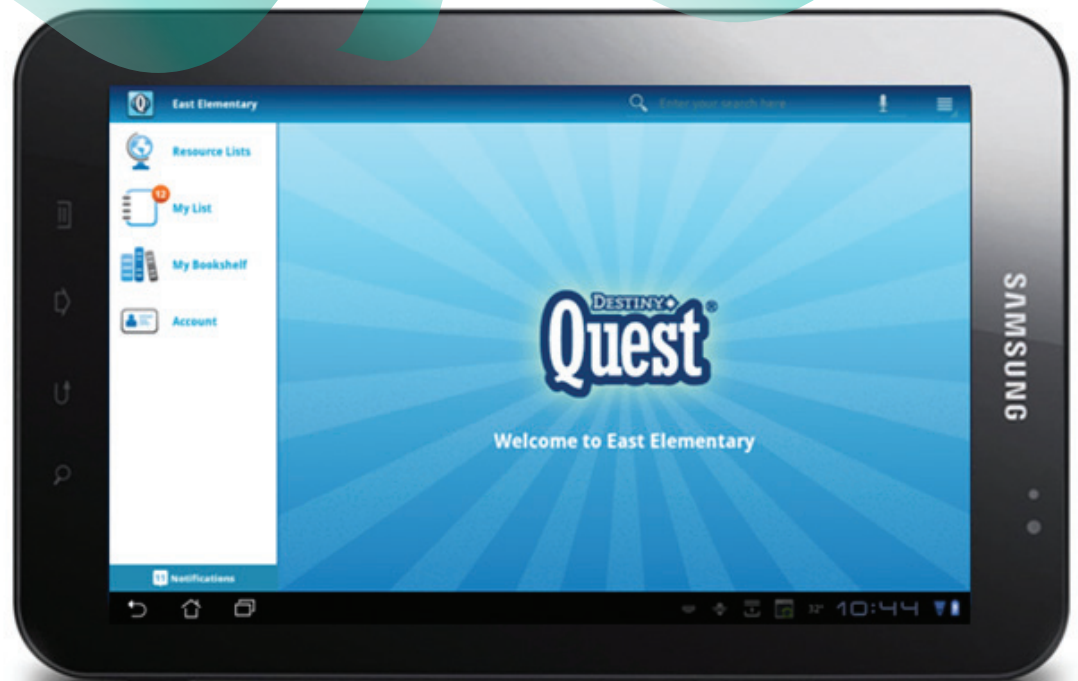 East Elementary
Enter your search here
Resource Lists
12
My List
My Bookshelf
Account
DESTINY
Quest®
Welcome to East Elementary
11 Notifications
32°
10:44
SAMSUNG